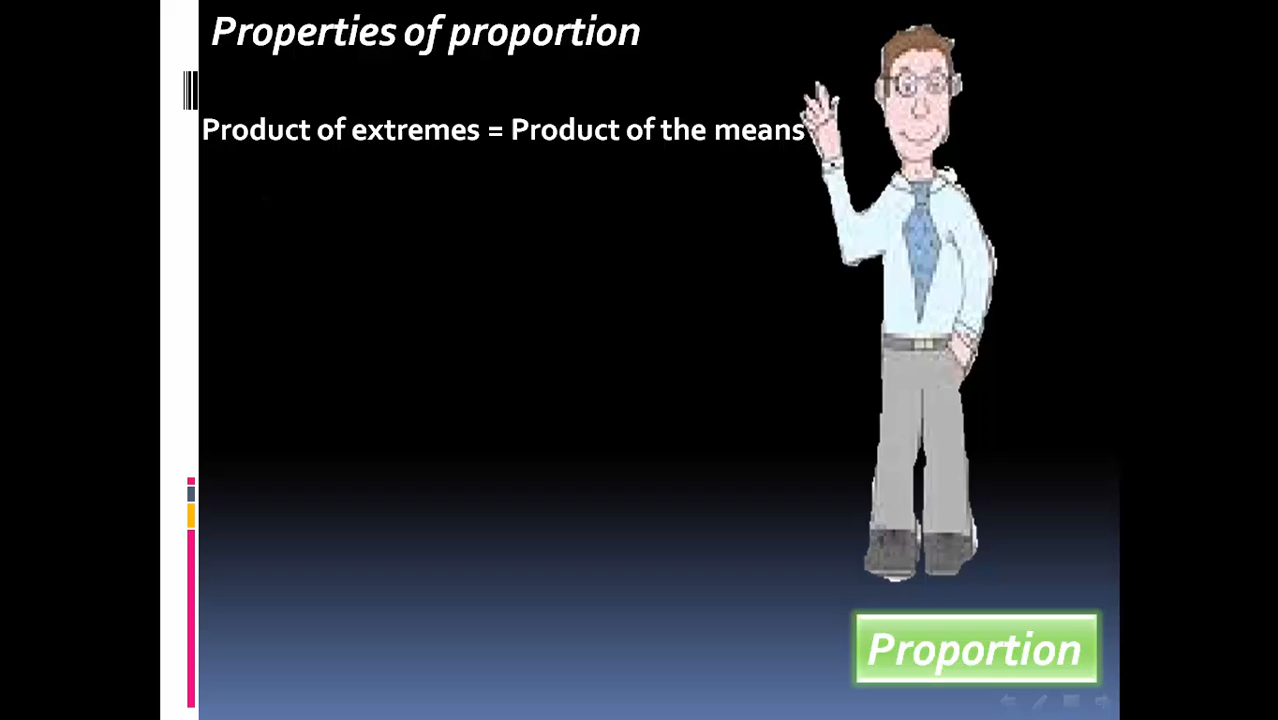 Properties of proportion
Product of extremes = Product of the means
Proportion